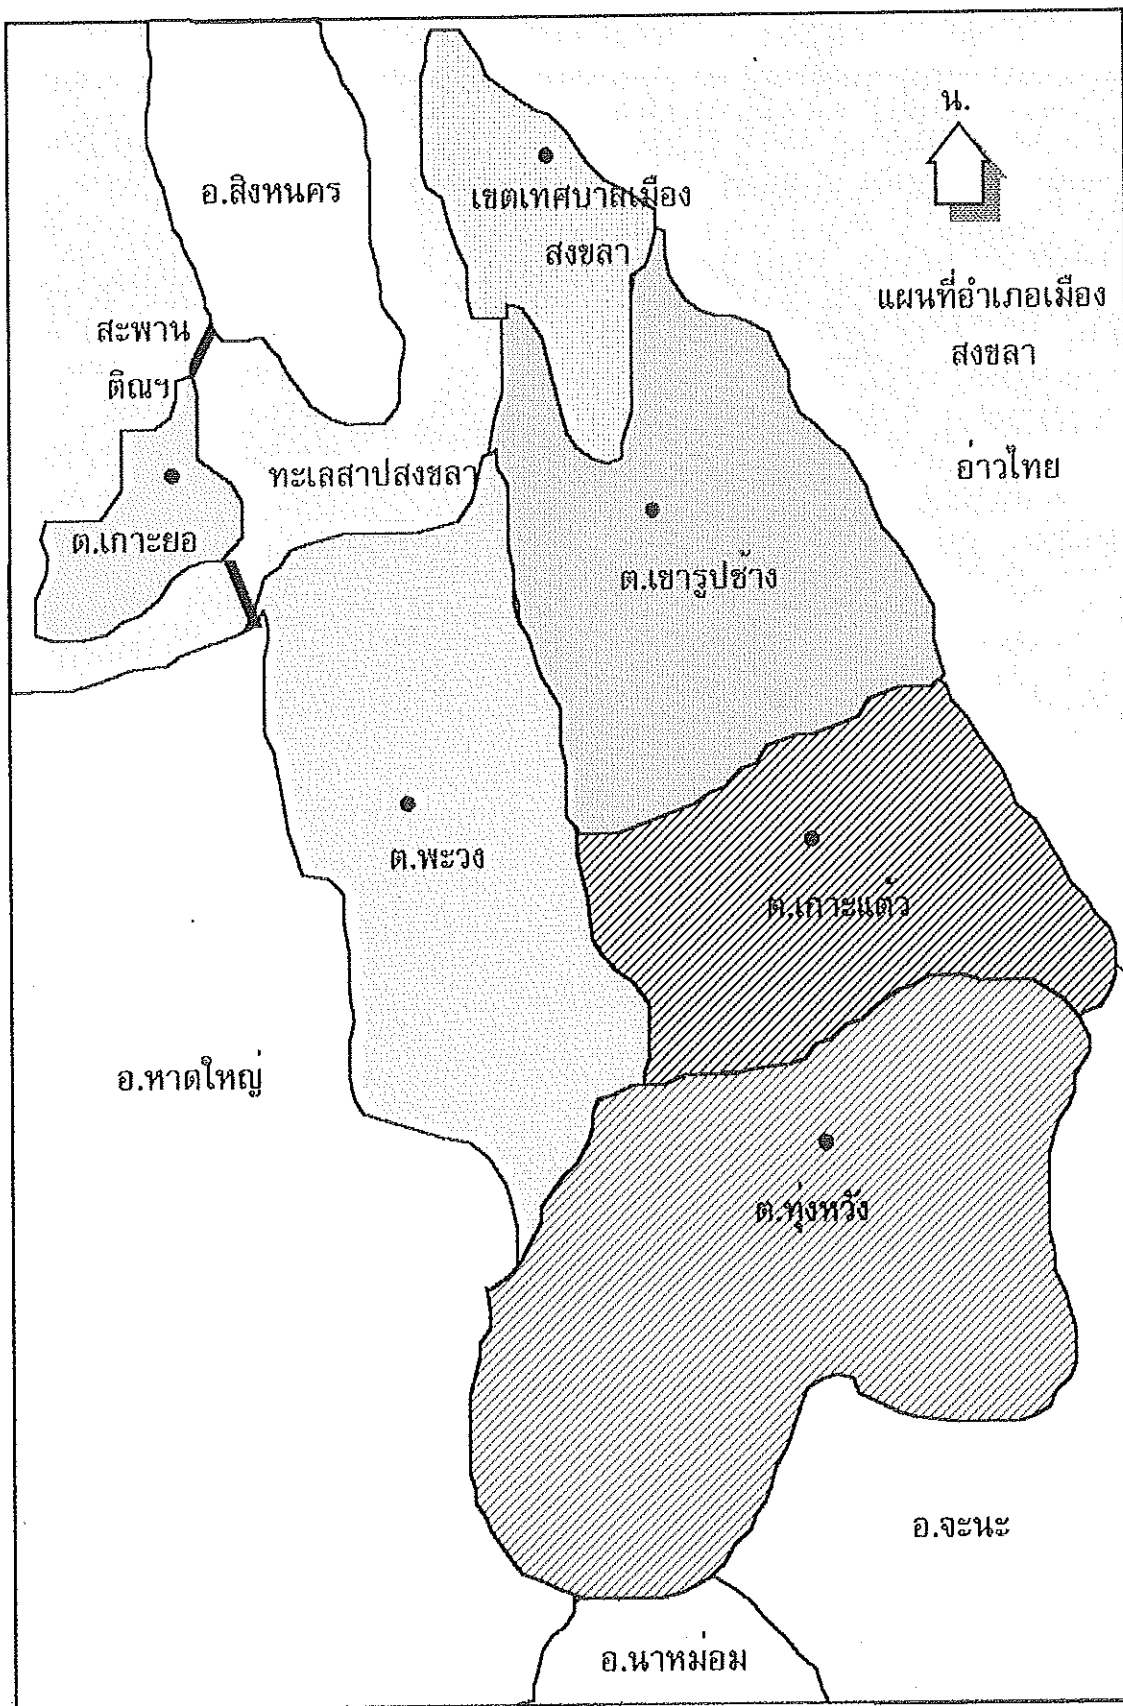 น.
อ.สิงหนคร
เขตเทศบาลเมือง
สงขลา
แผนที่อำเภอเมือง
สงขลา
สะพาน
ติณฯ
ทะเลสาปสงขลา
อ่าวไทย
ต.เกาะยอ
ต.เขารูปช้าง
ต.พะวง
ต.เกาะแต้ว
อ.หาดใหญ่
ต.ทุ่งหวัง
อ.จะนะ
อ.นาหม่อม